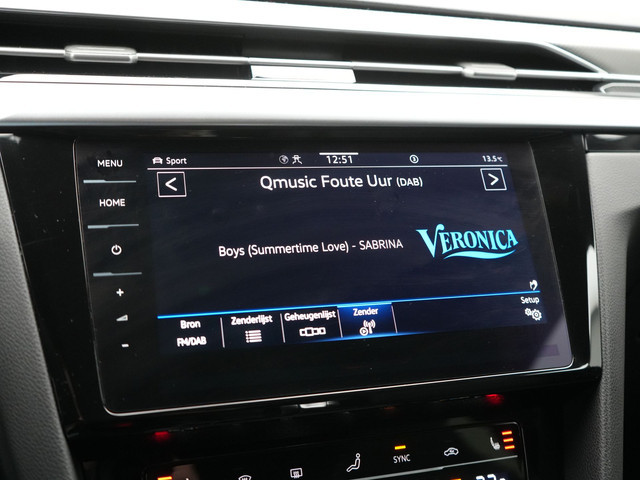 MENU
HOME
Sport
12:51
13.5°c
<
Qmusic Foute Uur (DAB)
>
Boys (Summertime Love) - SABRINA
VERONICA
Bron
FM/DAB
Zenderlijst
Geheugenlijst
Zender
Setup
+
-
SYNC